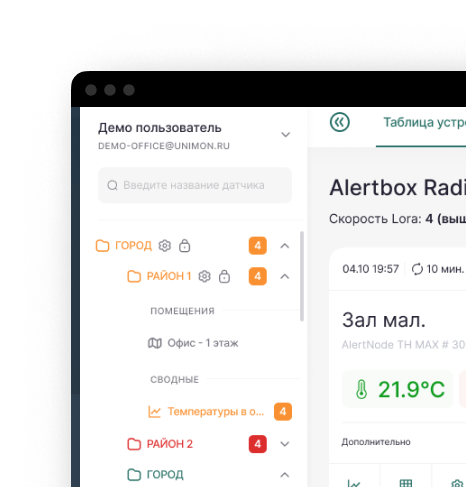 Демо пользователь
DEMO-OFFICE@UNIMON.RU
Введите название датчика
ГОРОД 4
РАЙОН 1 4
ПОМЕЩЕНИЯ
Офис - 1 этаж
СВОДНЫЕ
Температуры в о... 4
РАЙОН 2 4
ГОРОД
Таблица устр
Alertbox Radi
Скорость Lora: 4 (выш
04.10 19:57 10 мин.
Зал мал.
AlertNode TH MAX # 30
21.9°C
Дополнительно